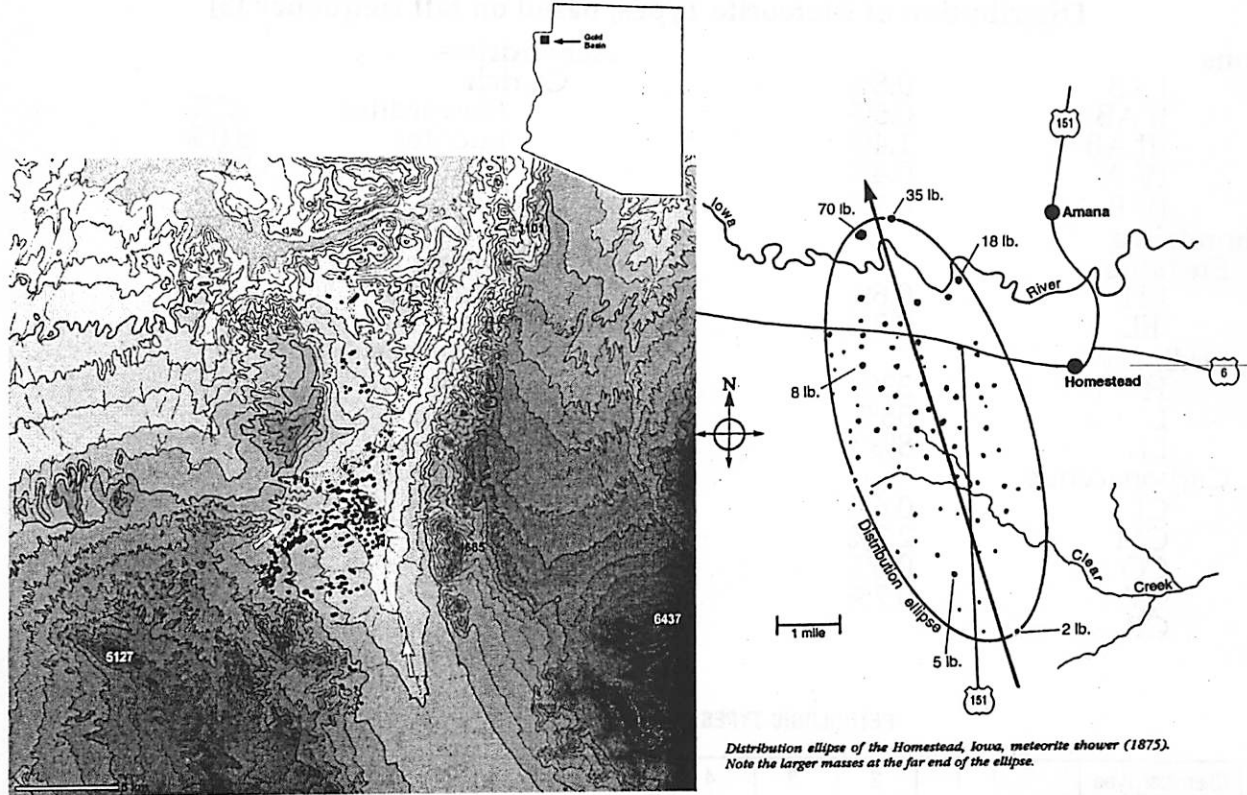 Gold
Basin
3101
1685
6437
5127
151
Iowa
70 lb.
35 lb.
Amana
18 lb.
River
N
6
8 lb.
Homestead
Distribution ellipse
Clear
Creek
1 mile
2 lb.
5 lb.
151
Distribution ellipse of the Homestead, Iowa, meteorite shower (1875).
Note the larger masses at the far end of the ellipse.